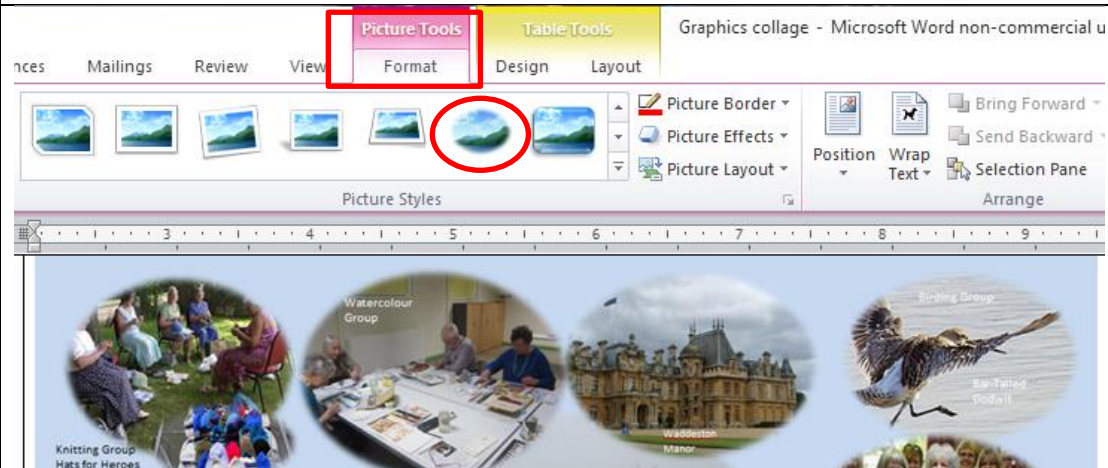 Picture Tools Table Tools Graphics collage - Microsoft Word non-commercial u
nces Mailings Review View Format Design Layout
Picture Border
Picture Effects
Picture Layout
Picture Styles
Position
Wrap
Text
Bring Forward
Send Backward
Selection Pane
Arrange
3 4 5 6 7 8 9
Watercolour
Group
Birding Group
Bar-Tailed
Godwit
Waddeston
Manor
Knitting Group
Hats for Heroes